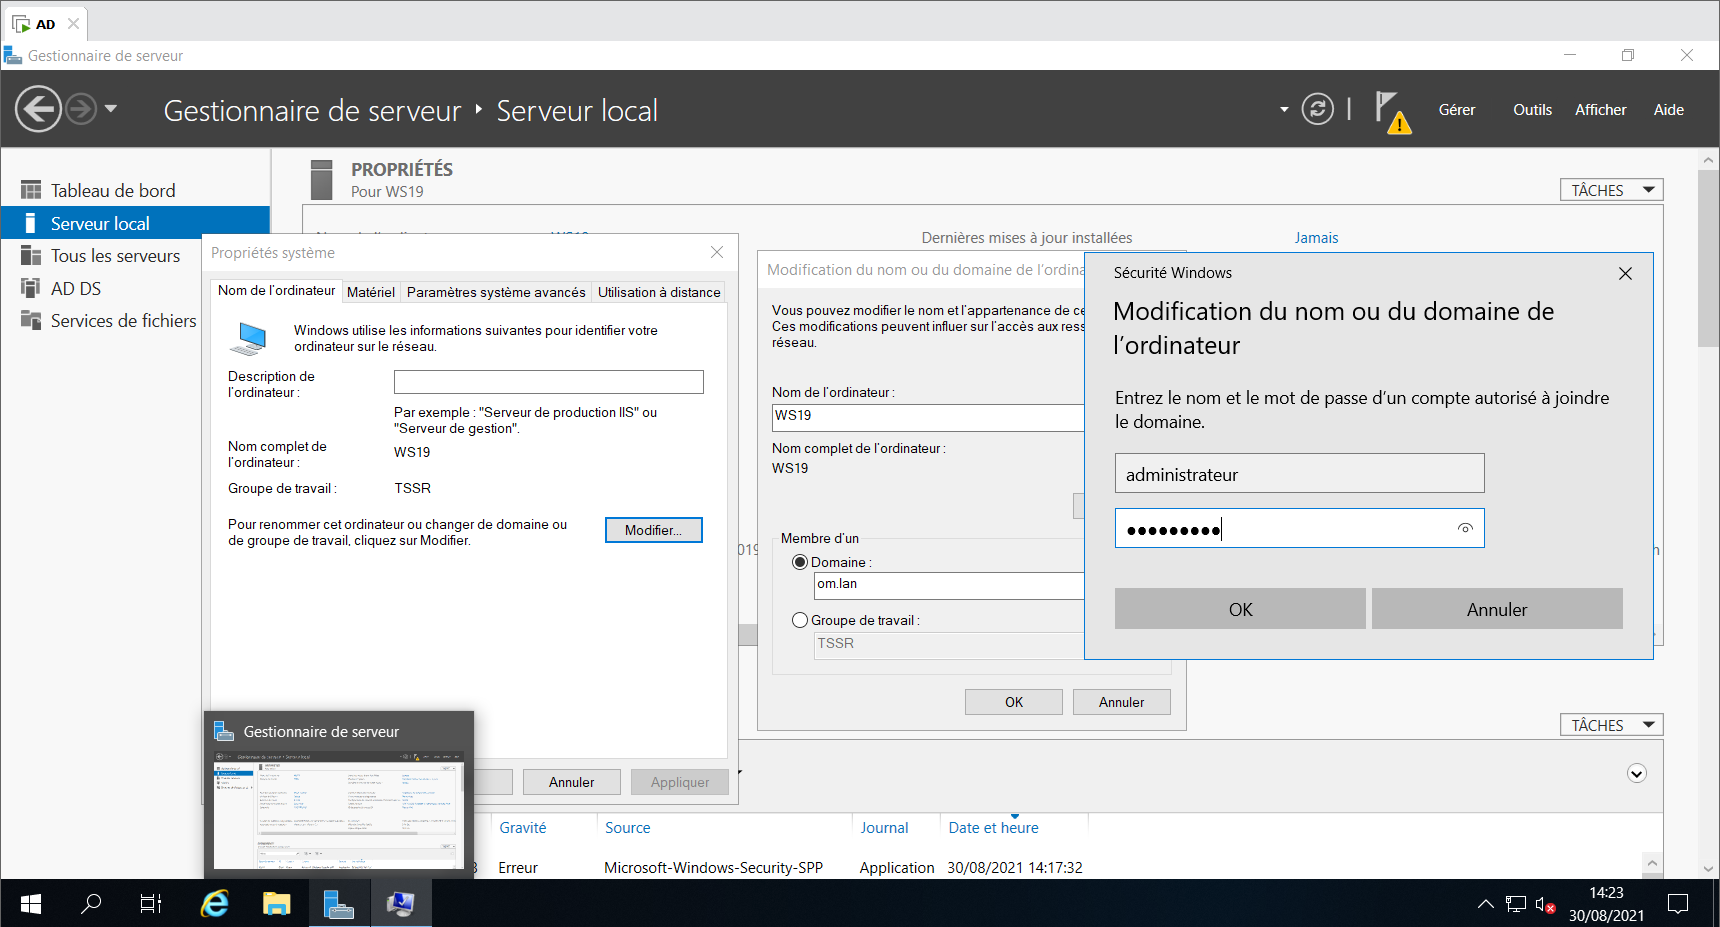 AD
Gestionnaire de serveur
Gestionnaire de serveur ‣ Serveur local
Gérer Outils Afficher Aide
Tableau de bord
Serveur local
Tous les serveurs
AD DS
Services de fichiers
PROPRIÉTÉS
Pour WS19
TÂCHES
Dernières mises à jour installées
Jamais
Propriétés système
Nom de l'ordinateur
Matériel
Paramètres système avancés
Utilisation à distance
Windows utilise les informations suivantes pour identifier votre
ordinateur sur le réseau.
Description de
l'ordinateur :
Par exemple : "Serveur de production IIS" ou
"Serveur de gestion".
Nom complet de
l'ordinateur :
WS19
Groupe de travail :
TSSR
Pour renommer cet ordinateur ou changer de domaine ou
de groupe de travail, cliquez sur Modifier.
Modifier...
Annuler
Appliquer
Modification du nom ou du domaine de l'ordina
Vous pouvez modifier le nom et l'appartenance de ce
Ces modifications peuvent influer sur l'accès aux ress
réseau.
Nom de l'ordinateur :
WS19
Nom complet de l'ordinateur :
WS19
Membre d'un
Domaine :
om.lan
Groupe de travail :
TSSR
OK
Annuler
Sécurité Windows
Modification du nom ou du domaine de
l'ordinateur
Entrez le nom et le mot de passe d'un compte autorisé à joindre
le domaine.
administrateur
●●●●●●●●●
OK
Annuler
TÂCHES
Gestionnaire de serveur
Gravité Source Journal Date et heure
Erreur Microsoft-Windows-Security-SPP Application 30/08/2021 14:17:32
14:23
30/08/2021